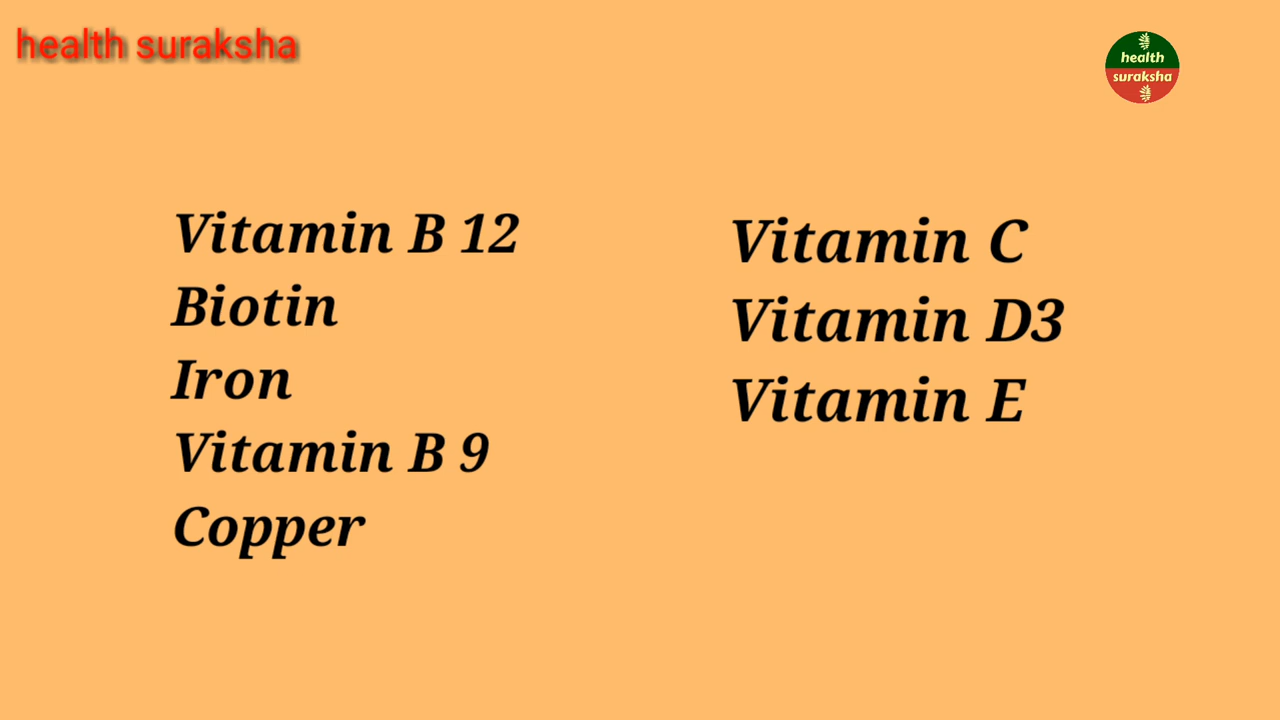 health suraksha
health
suraksha
Vitamin B 12
Biotin
Iron
Vitamin B 9
Copper
Vitamin C
Vitamin D3
Vitamin E